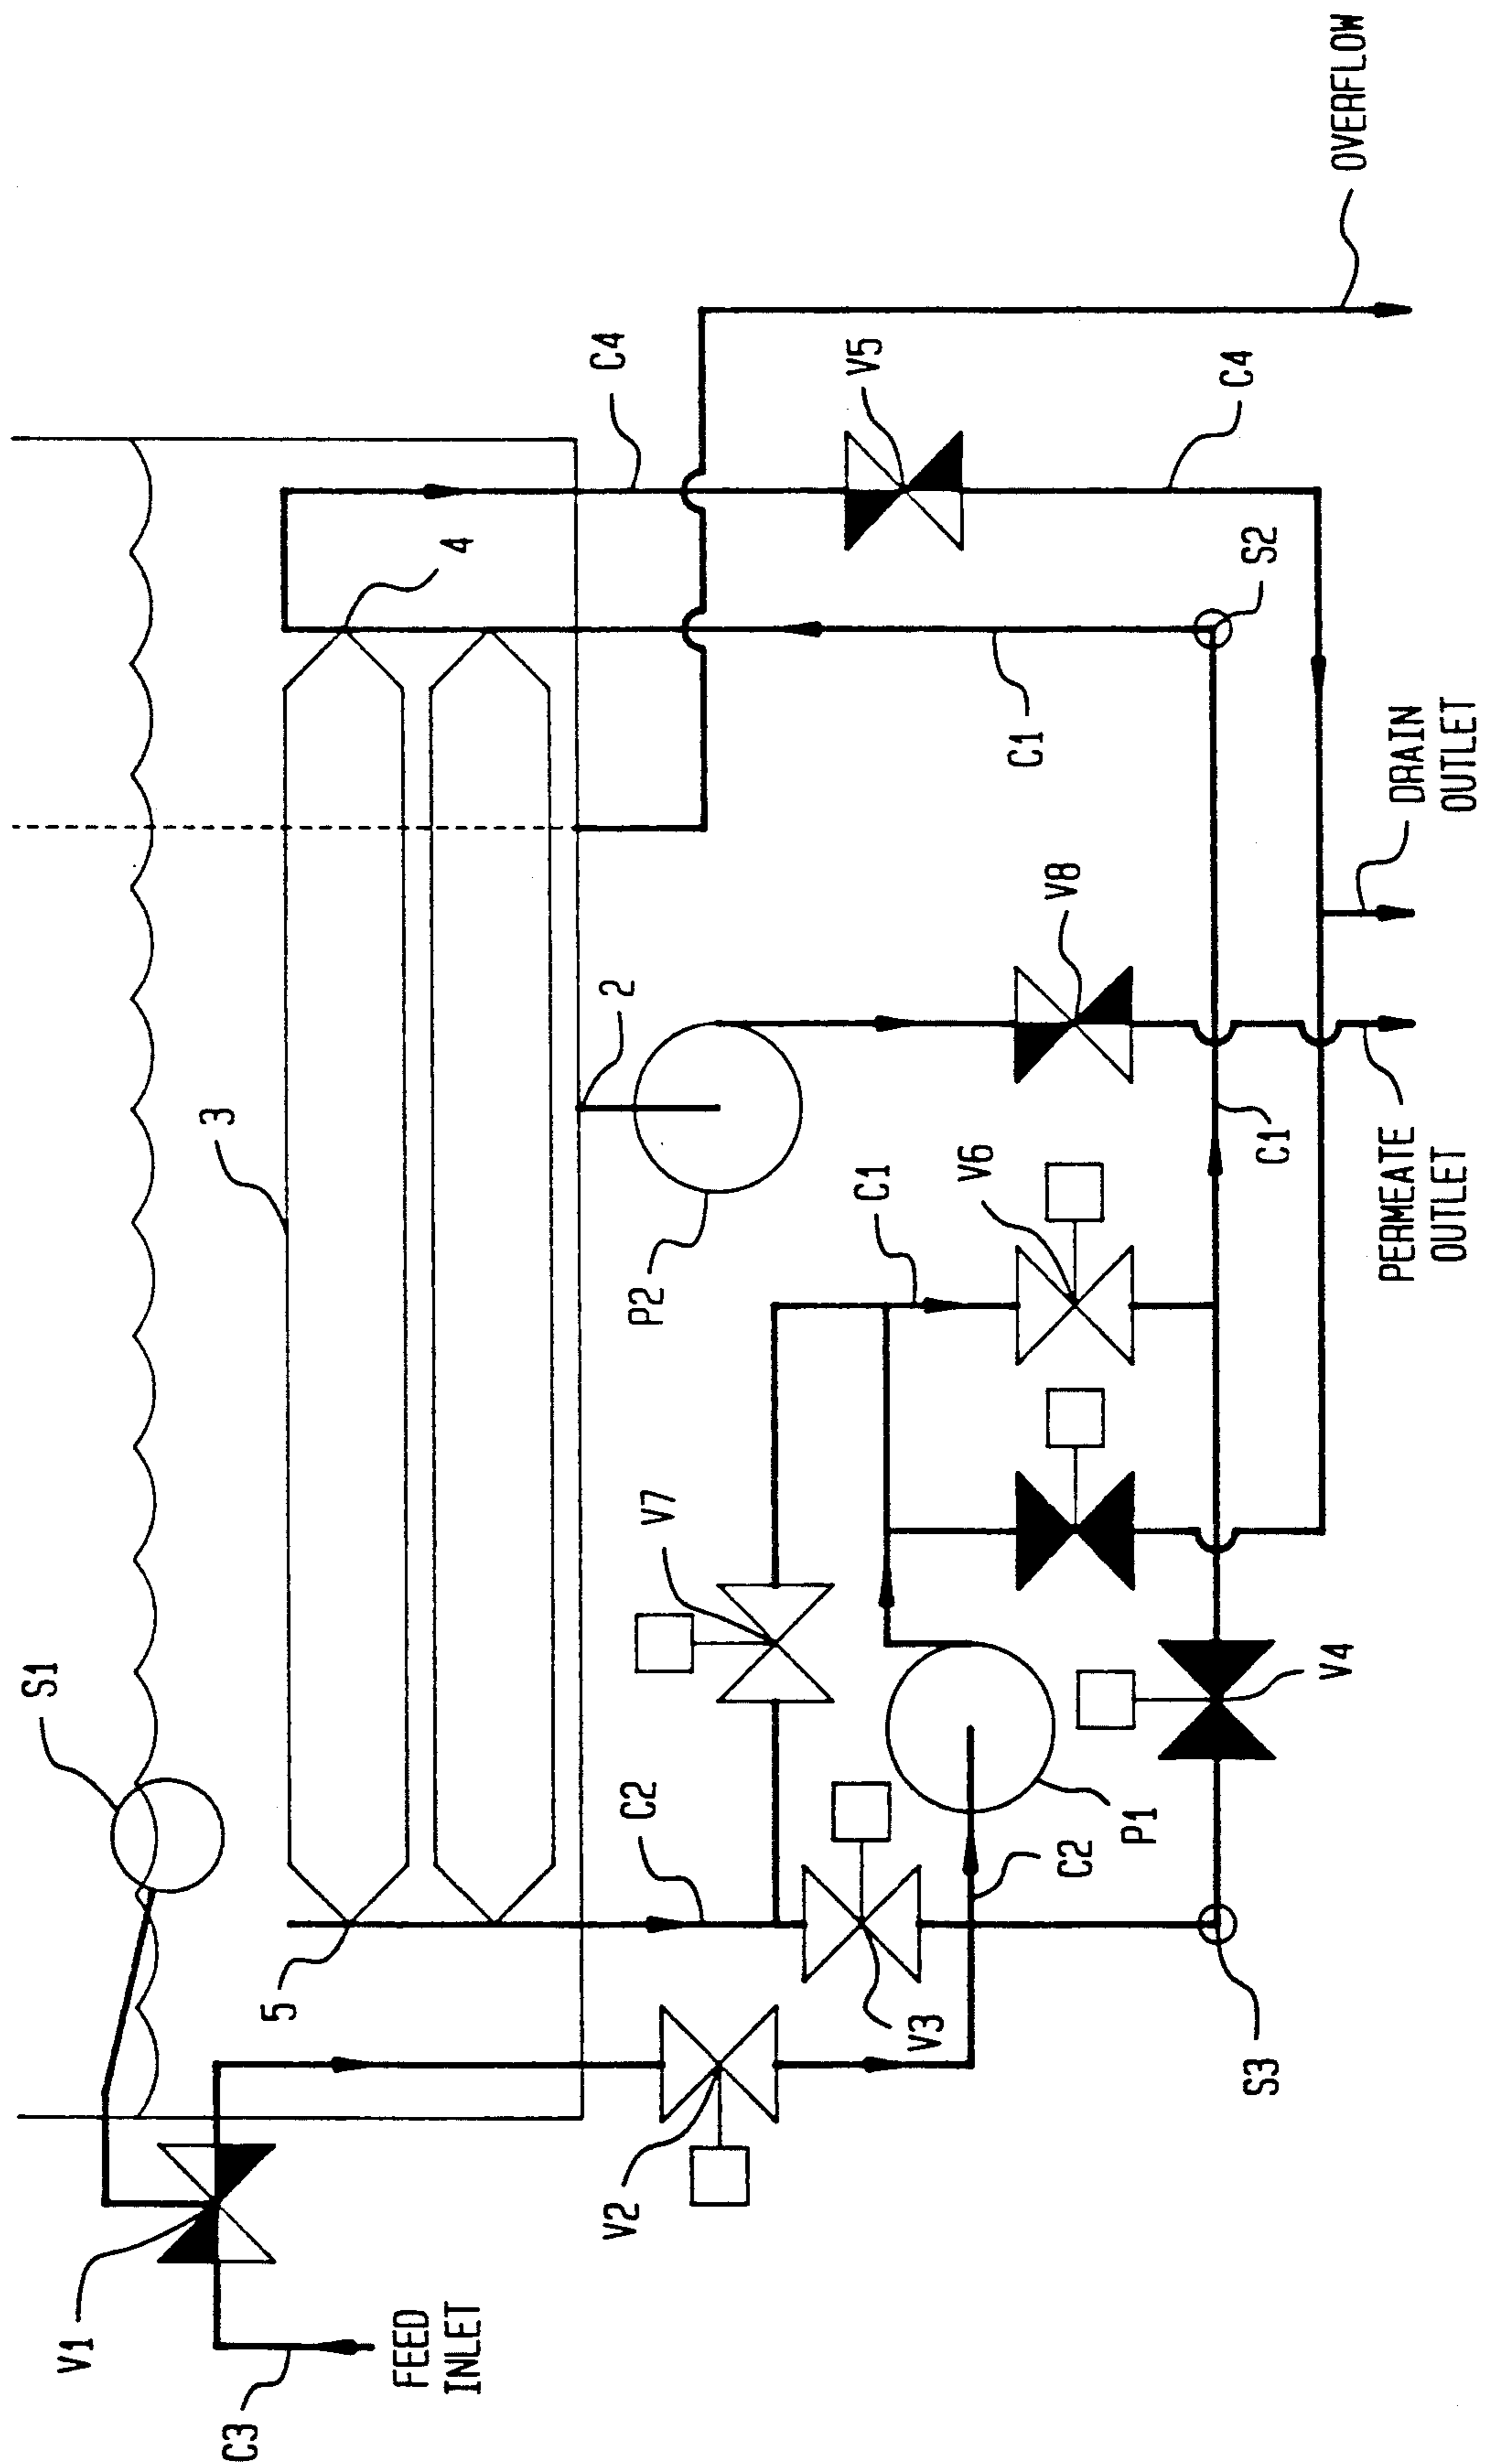 S1
3
4
C4
OVERFLOW
5
C2
V7
P2
2
V5
V1
C3
FEED
INLET
V2
V3
C2
P1
C1
V6
V8
C1
C4
S2
S3
V4
C1
PERMEATE
OUTLET
DRAIN
OUTLET